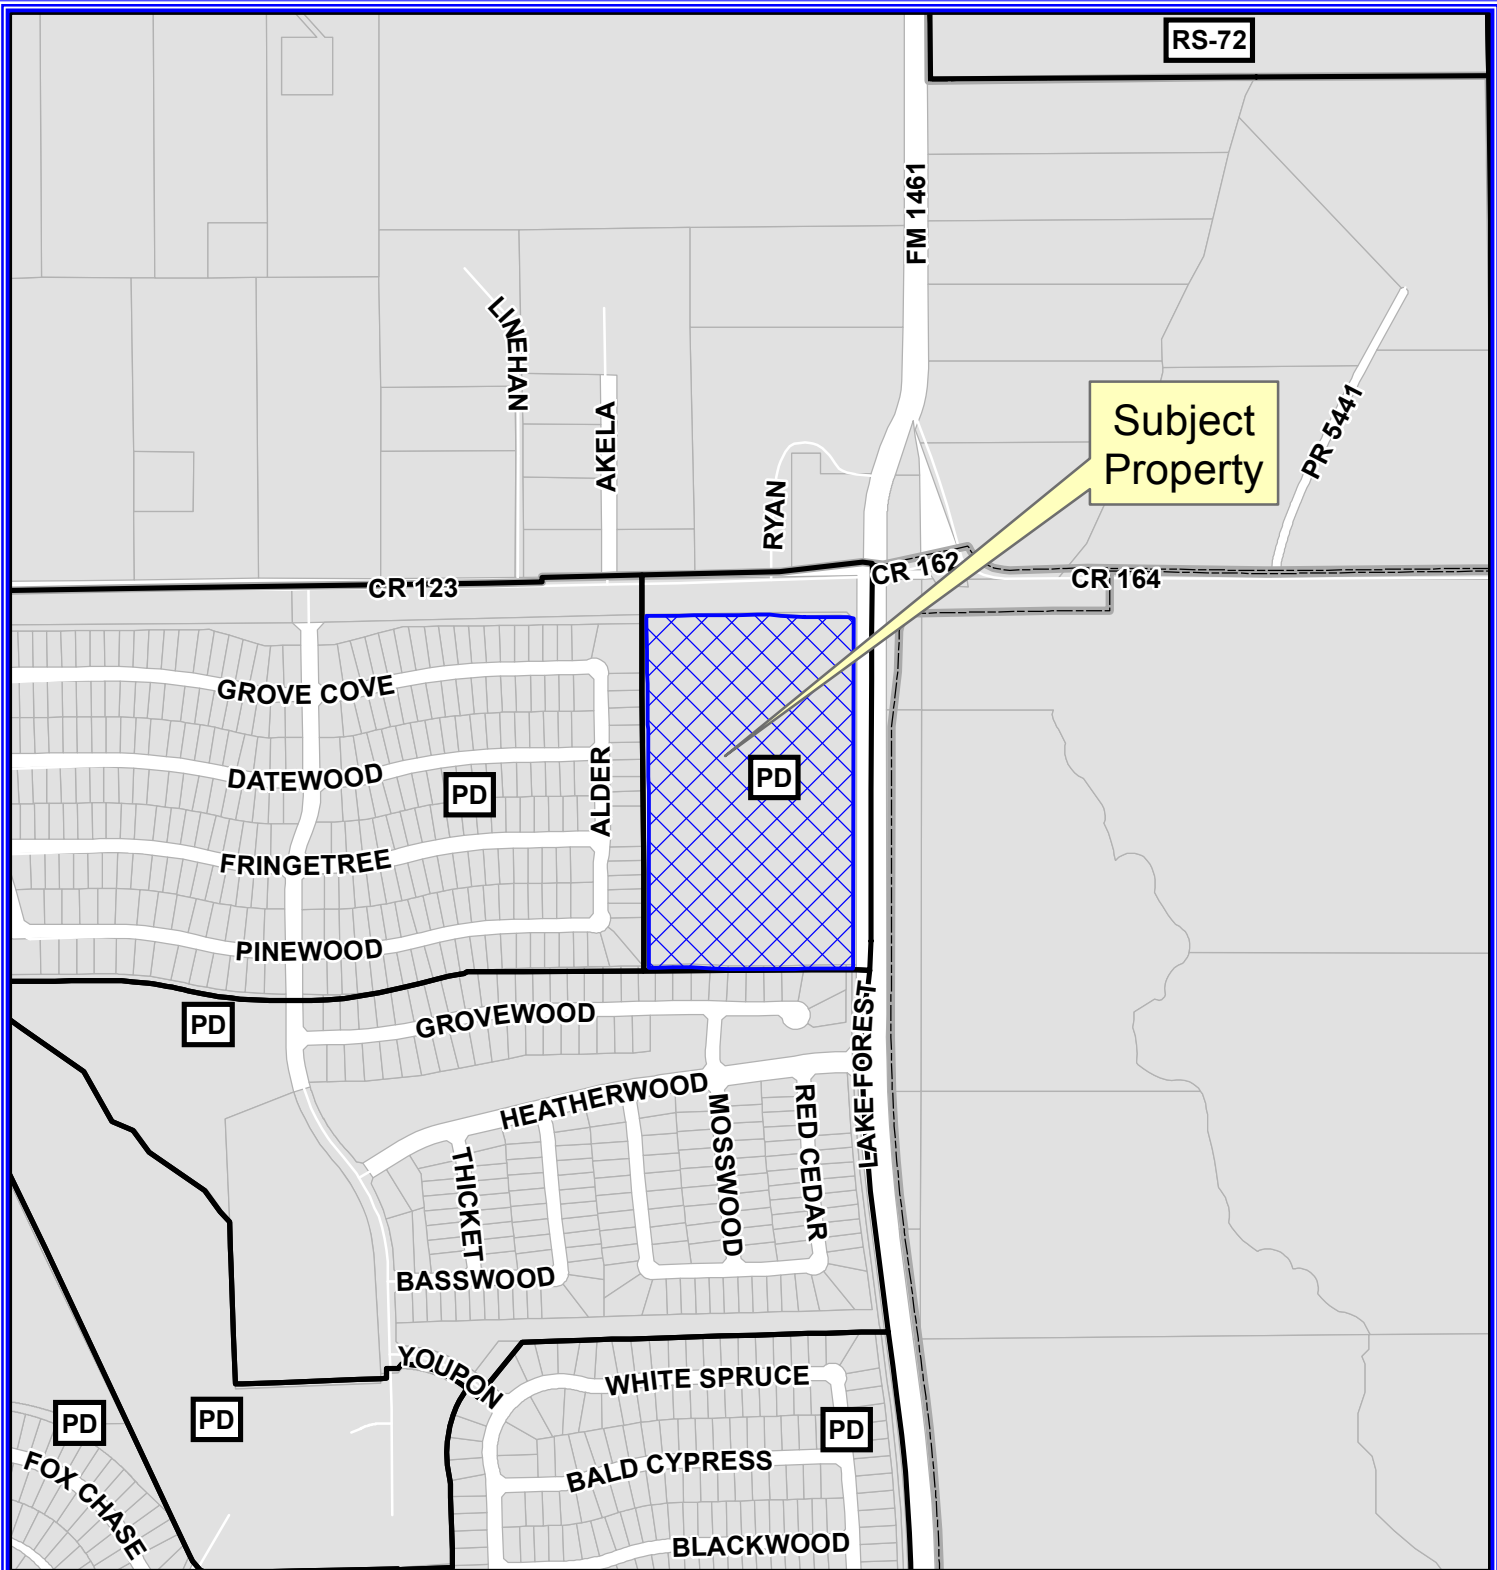 RS-72
FM 1461
LINEHAN
AKELA
RYAN
Subject
Property
PR 5441
CR 123
CR 162
CR 164
GROVE COVE
DATEWOOD
PD
ALDER
PD
FRINGETREE
PINEWOOD
PD
GROVEWOOD
LAKE FOREST
HEATHERWOOD
MOSSWOOD
RED CEDAR
THICKET
BASSWOOD
YOUPON
WHITE SPRUCE
PD
PD
PD
BALD CYPRESS
FOX CHASE
BLACKWOOD